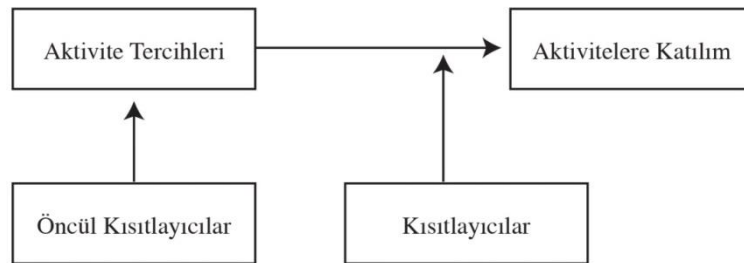 Aktivite Tercihleri
Aktivitelere Katılım
Öncül Kısıtlayıcılar
Kısıtlayıcılar